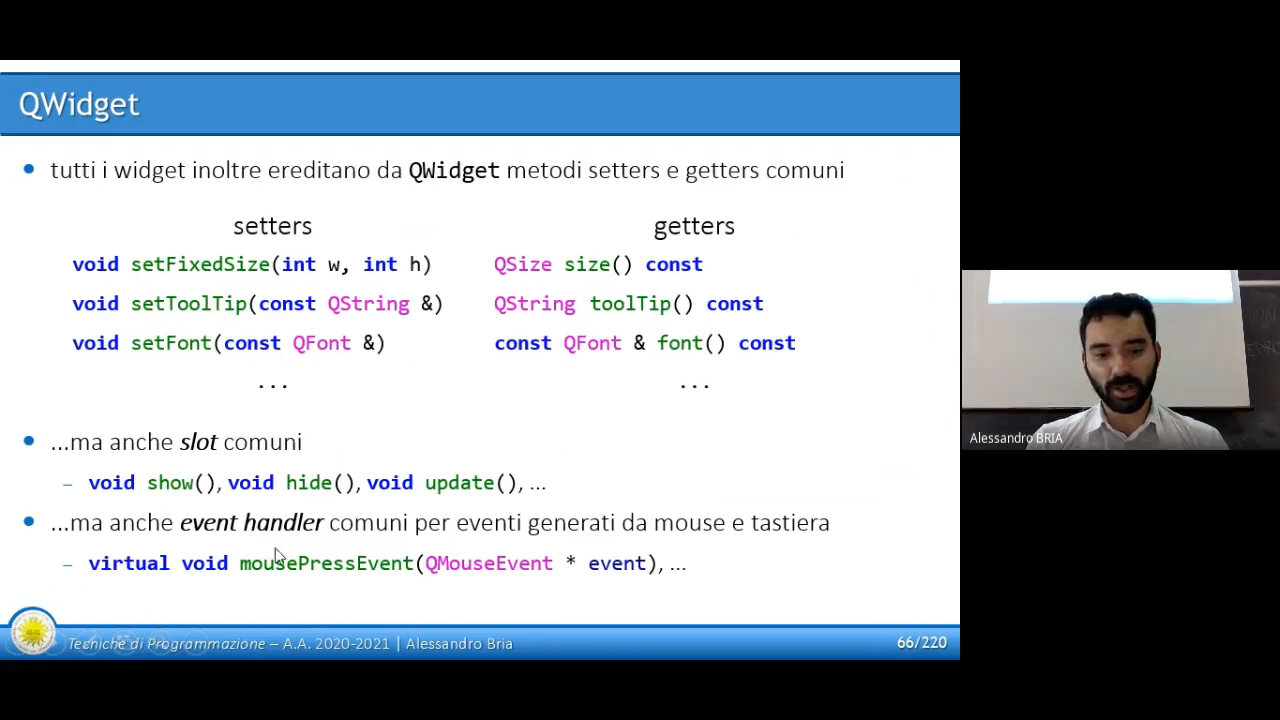 QWidget
tutti i widget inoltre ereditano da QWidget metodi setters e getters comuni
setters
getters
void setFixedSize(int w, int h)
QSize size() const
void setToolTip(const QString &)
QString toolTip() const
void setFont(const QFont &)
const QFont & font() const
...
...
...ma anche slot comuni
– void show(), void hide(), void update(), ...
...ma anche event handler comuni per eventi generati da mouse e tastiera
– virtual void mousePressEvent(QMouseEvent * event), ...
Tecniche di Programmazione – A.A. 2020-2021 | Alessandro Bria
66/220
Alessandro BRIA